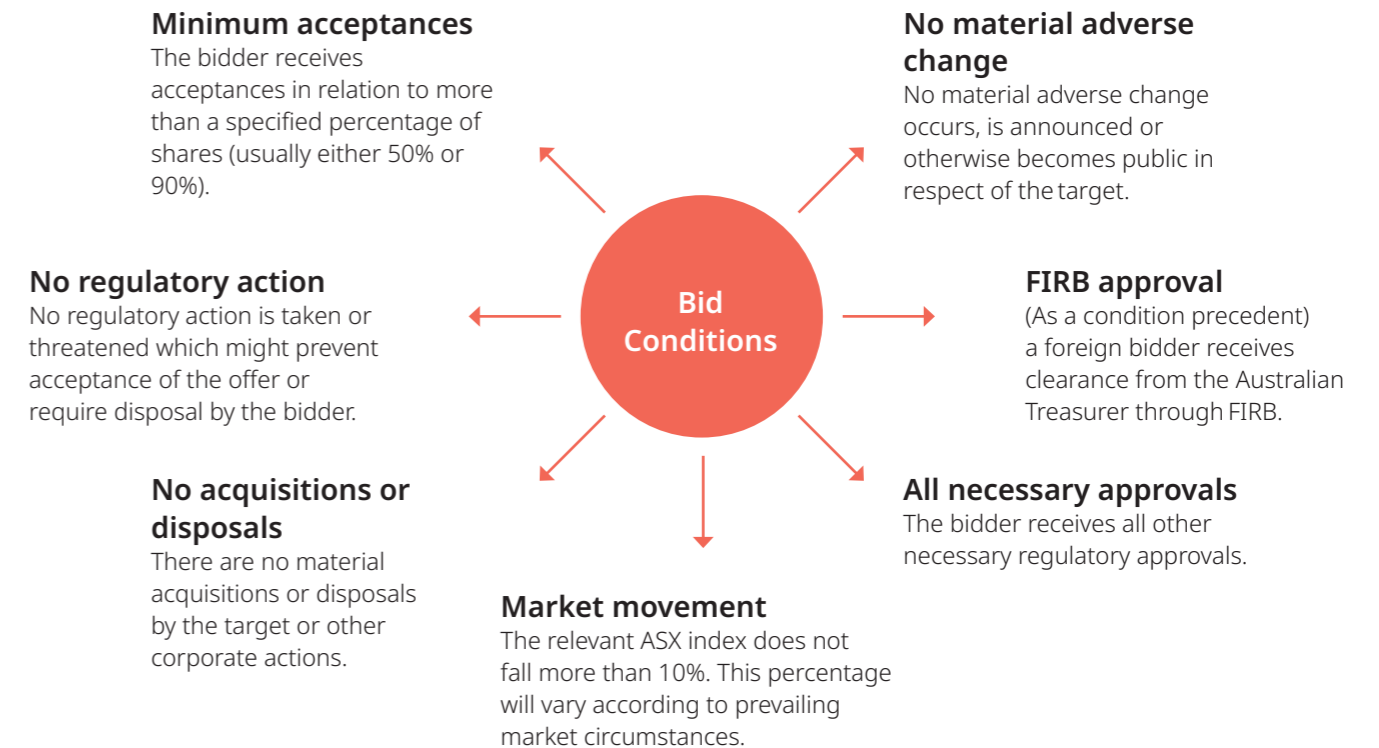 Minimum acceptances
The bidder receives
acceptances in relation to more
than a specified percentage of
shares (usually either 50% or
90%).
No material adverse
change
No material adverse change
occurs, is announced or
otherwise becomes public in
respect of the target.
No regulatory action
No regulatory action is taken or
threatened which might prevent
acceptance of the offer or
require disposal by the bidder.
Bid
Conditions
FIRB approval
(As a condition precedent)
a foreign bidder receives
clearance from the Australian
Treasurer through FIRB.
No acquisitions or
disposals
There are no material
acquisitions or disposals
by the target or other
corporate actions.
All necessary approvals
The bidder receives all other
necessary regulatory approvals.
Market movement
The relevant ASX index does not
fall more than 10%. This percentage
will vary according to prevailing
market circumstances.